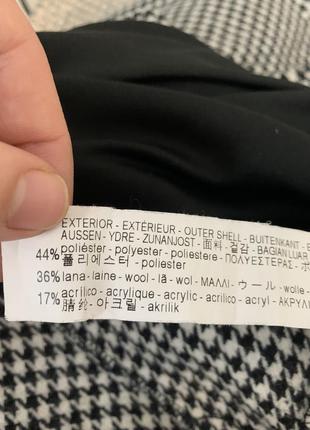 EXTERIOR - EXTÉRIEUR - OUTER SHELL - BUITENKANT -
AUSSEN - YDRE - ZUNANJOST - 面料 - 겉감 - BAGIAN LUAR
44% poliéster - polyester - poliestere - ΠΟΛΥΕΣΤΕΡΑΣ -
폴리에스터 - poliester
36% lana - laine - wool - lã - wol - ΜΑΛΛΙ - ウール - wolle -
17% acrílico - acrylique - acrylic - acrilico - acryl - ΑΚΡΥΛΙ
腈纶 - 아크릴 - akrilik